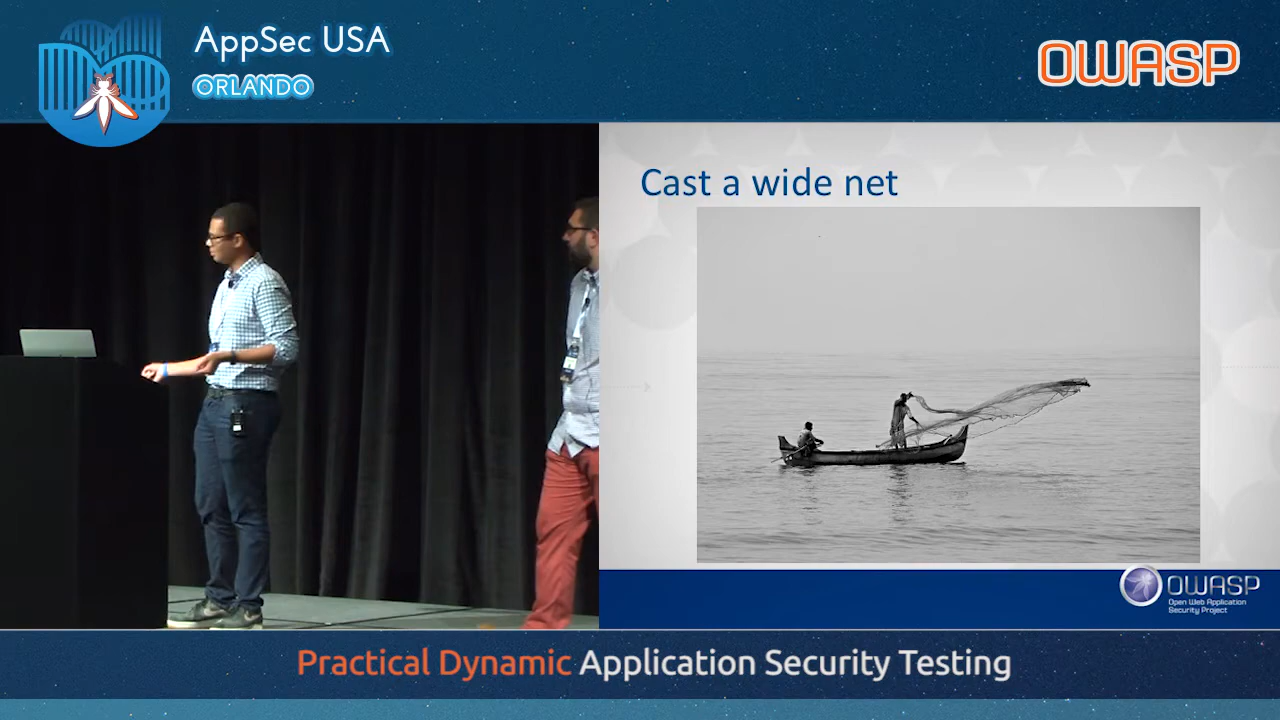 AppSec USA
ORLANDO
OWASP
Cast a wide net
OWASP
Open Web Application
Security Project
Practical Dynamic Application Security Testing